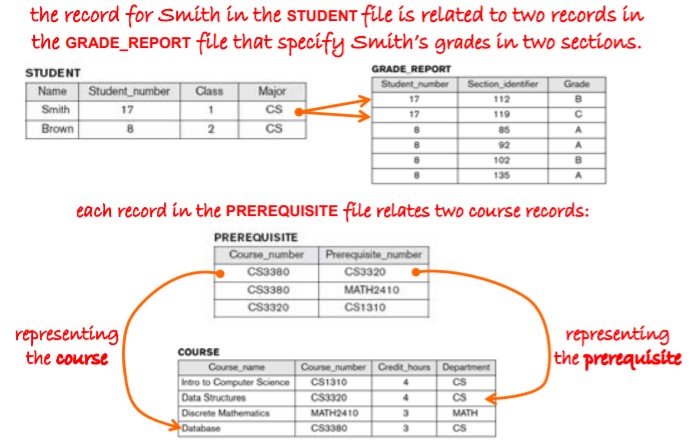 the record for Smith in the STUDENT file is related to two records in
the GRADE_REPORT file that specify Smith's grades in two sections.
STUDENT
Name Student_number Class Major
Smith 17 1 CS
Brown 8 2 CS
GRADE_REPORT
Student_number Section_identifier Grade
17 112 B
17 119 C
8 85 A
8 92 A
8 102 B
8 135 A
each record in the PREREQUISITE file relates two course records:
PREREQUISITE
Course_number Prerequisite_number
CS3380 CS3320
CS3380 MATH2410
CS3320 CS1310
representing
the course
representing
the prerequisite
COURSE
Course_name Course_number Credit_hours Department
Intro to Computer Science CS1310 4 CS
Data Structures CS3320 4 CS
Discrete Mathematics MATH2410 3 MATH
Database CS3380 3 CS